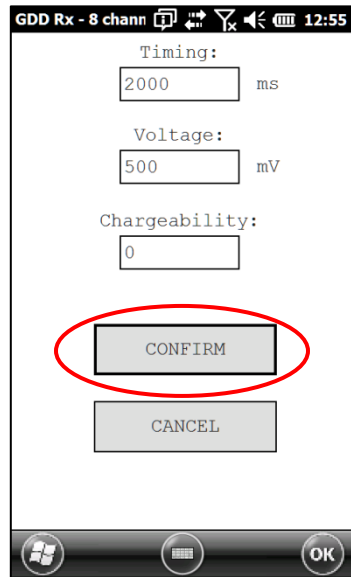 GDD Rx - 8 chann 12:55
Timing:
2000 ms
Voltage:
500 mV
Chargeability:
0
CONFIRM
CANCEL
OK